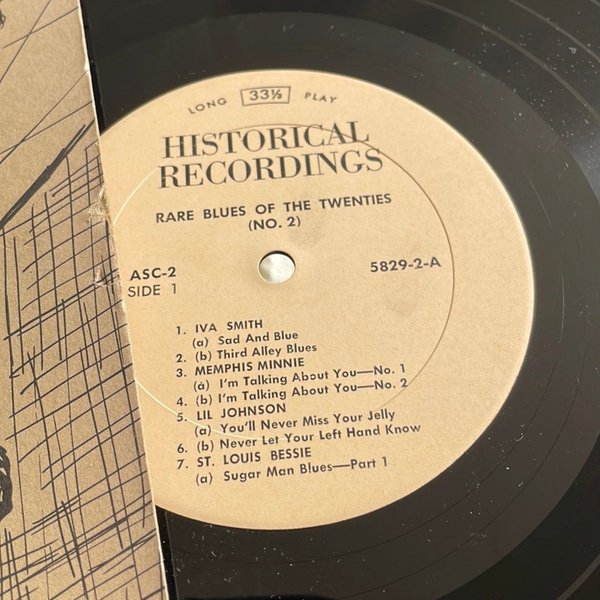 LONG 33⅓ PLAY
HISTORICAL
RECORDINGS
RARE BLUES OF THE TWENTIES
(NO. 2)
ASC-2 5829-2-A
SIDE 1
1. IVA SMITH
(a) Sad And Blue
2. (b) Third Alley Blues
3. MEMPHIS MINNIE
(a) I'm Talking About You—No. 1
4. (b) I'm Talking About You—No. 2
5. LIL JOHNSON
(a) You'll Never Miss Your Jelly
6. (b) Never Let Your Left Hand Know
7. ST. LOUIS BESSIE
(a) Sugar Man Blues—Part 1